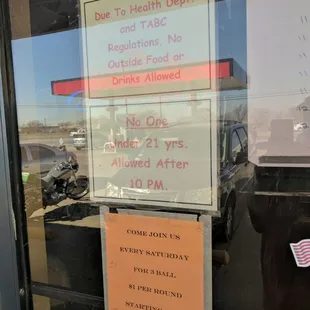 Due To Health Dept.
and TABC
Regulations, No
Outside Food or
Drinks Allowed
No One
Under 21 yrs.
Allowed After
10 PM.
COME JOIN US
EVERY SATURDAY
FOR 3 BALL
$1 PER ROUND
STARTING